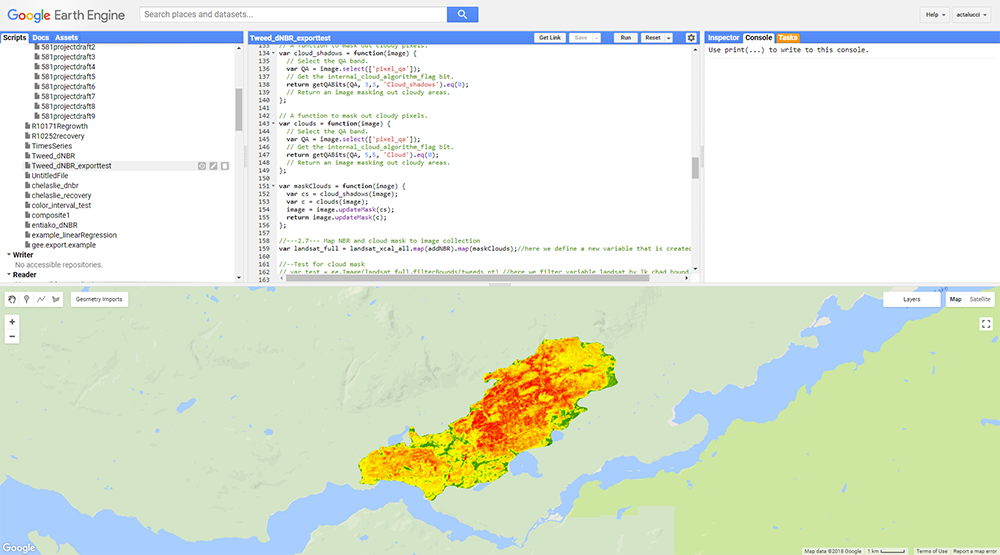 Google Earth Engine
Search places and datasets...
Help
actalucci
Scripts Docs Assets
581projectdraft2
581projectdraft3
581projectdraft4
581projectdraft5
581projectdraft6
581projectdraft7
581projectdraft8
581projectdraft9
R10171Regrowth
R10252recovery
TimesSeries
Tweed_dNBR
Tweed_dNBR_exporttest
UntitledFile
chelaslie_dnbr
chelaslie_recovery
color_interval_test
composite1
entiako_dNBR
example_linearRegression
gee.export.example
Writer
No accessible repositories.
Reader
Tweed_dNBR_exporttest
Get Link Save Run Reset
133 // A function to mask out cloudy pixels.
134 var cloud_shadows = function(image) {
135 // Select the QA band.
136 var QA = image.select(['pixel_qa']);
137 // Get the internal_cloud_algorithm_flag bit.
138 return getQABits(QA, 3,3, 'Cloud_shadows').eq(0);
139 // Return an image masking out cloudy areas.
140 };
141
142 // A function to mask out cloudy pixels.
143 var clouds = function(image) {
144 // Select the QA band.
145 var QA = image.select(['pixel_qa']);
146 // Get the internal_cloud_algorithm_flag bit.
147 return getQABits(QA, 5,5, 'Cloud').eq(0);
148 // Return an image masking out cloudy areas.
149 };
150
151 var maskClouds = function(image) {
152 var cs = cloud_shadows(image);
153 var c = clouds(image);
154 image = image.updateMask(cs);
155 return image.updateMask(c);
156 };
157
158 //---2.7--- Map NBR and cloud mask to image collection
159 var landsat_full = landsat_xcal_all.map(addNBR).map(maskClouds);//here we define a new variable that is created
160
161 //--Test for cloud mask
162 // var test = ee.Image(landsat_full.filterBounds(tweeds_pt) //here we filter variable landsat by lk chad bound
163
Inspector Console Tasks
Use print(...) to write to this console.
Geometry Imports
Layers
Map Satellite
+
−
Google
Map data ©2018 Google
1 km
Terms of Use
Report a map error